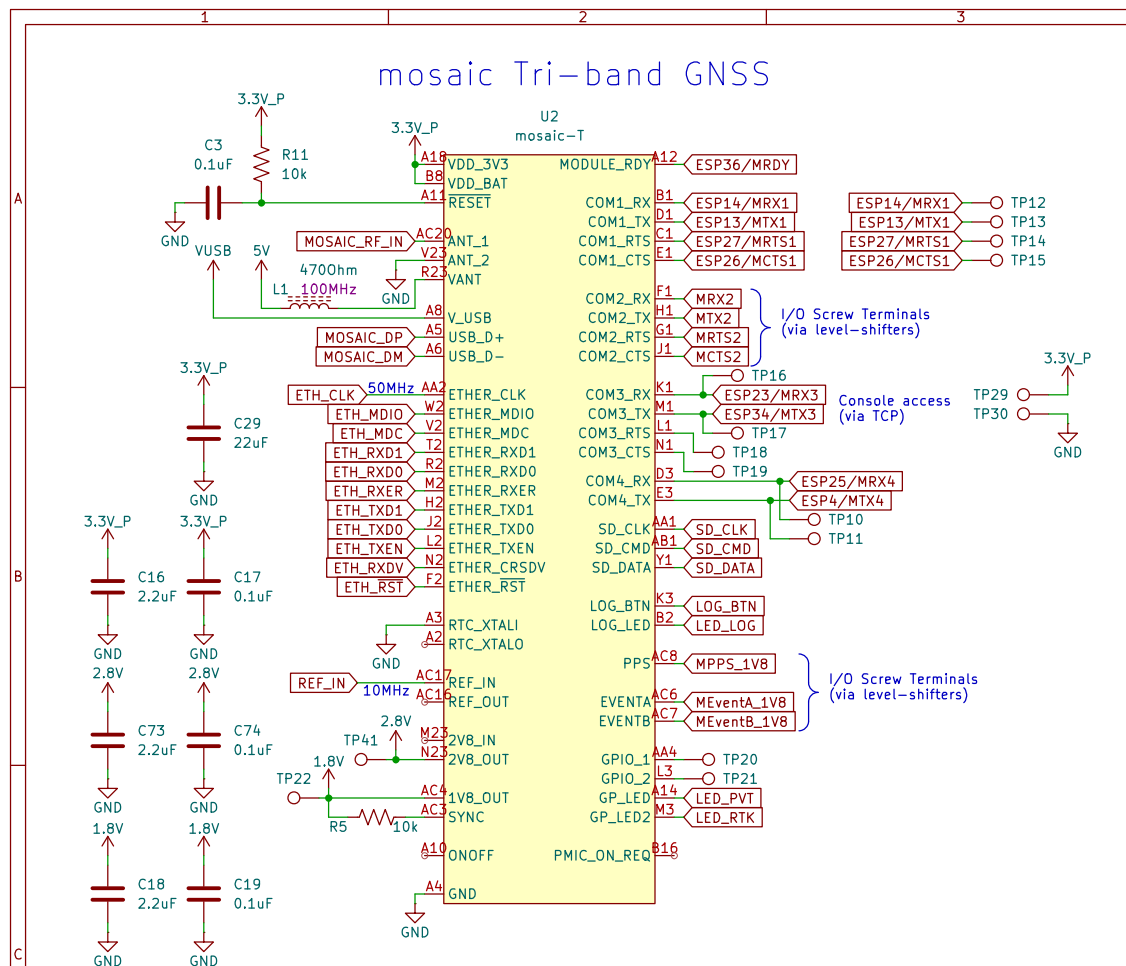 1 2 3
mosaic Tri-band GNSS
A
B
C
3.3V_P
C3
0.1uF
R11
10k
GND
3.3V_P
U2
mosaic-T
A18 VDD_3V3
B8 VDD_BAT
A11 RESET
MOSAIC_RF_IN AC20 ANT_1
V23 ANT_2
GND
R23 VANT
VUSB
5V
470Ohm
L1 100MHz
A8 V_USB
MOSAIC_DP A5 USB_D+
MOSAIC_DM A6 USB_D-
ETH_CLK 50MHz AA2 ETHER_CLK
ETH_MDIO W2 ETHER_MDIO
ETH_MDC V2 ETHER_MDC
ETH_RXD1 T2 ETHER_RXD1
ETH_RXD0 R2 ETHER_RXD0
ETH_RXER M2 ETHER_RXER
ETH_TXD1 H2 ETHER_TXD1
ETH_TXD0 J2 ETHER_TXD0
ETH_TXEN L2 ETHER_TXEN
ETH_RXDV N2 ETHER_CRSDV
ETH_RST F2 ETHER_RST
A3 RTC_XTALI
GND
A2 RTC_XTALO
REF_IN 10MHz AC17 REF_IN
AC16 REF_OUT
2.8V
M23 2V8_IN
TP41 N23 2V8_OUT
1.8V
TP22 AC4 1V8_OUT
R5 10k AC3 SYNC
A10 ONOFF
A4 GND
GND
MODULE_RDY A12 ESP36/MRDY
COM1_RX B1 ESP14/MRX1
COM1_TX D1 ESP13/MTX1
COM1_RTS C1 ESP27/MRTS1
COM1_CTS E1 ESP26/MCTS1
ESP14/MRX1 TP12
ESP13/MTX1 TP13
ESP27/MRTS1 TP14
ESP26/MCTS1 TP15
COM2_RX F1 MRX2
COM2_TX H1 MTX2
COM2_RTS G1 MRTS2
COM2_CTS J1 MCTS2
I/O Screw Terminals
(via level-shifters)
TP16
COM3_RX K1 ESP23/MRX3
COM3_TX M1 ESP34/MTX3
Console access
(via TCP)
TP17
COM3_RTS L1 TP18
COM3_CTS N1 TP19
COM4_RX D3 ESP25/MRX4
COM4_TX E3 ESP4/MTX4
TP10
TP11
3.3V_P
TP29
TP30
GND
SD_CLK AA1 SD_CLK
SD_CMD AB1 SD_CMD
SD_DATA Y1 SD_DATA
LOG_BTN K3 LOG_BTN
LOG_LED B2 LED_LOG
PPS AC8 MPPS_1V8
EVENTA AC6 MEventA_1V8
EVENTB AC7 MEventB_1V8
I/O Screw Terminals
(via level-shifters)
GPIO_1 AA4 TP20
GPIO_2 L3 TP21
GP_LED A14 LED_PVT
GP_LED2 M3 LED_RTK
PMIC_ON_REQ B16
3.3V_P
C29
22uF
GND
3.3V_P
C16
2.2uF
GND
3.3V_P
C17
0.1uF
GND
2.8V
C73
2.2uF
GND
2.8V
C74
0.1uF
GND
1.8V
C18
2.2uF
GND
1.8V
C19
0.1uF
GND